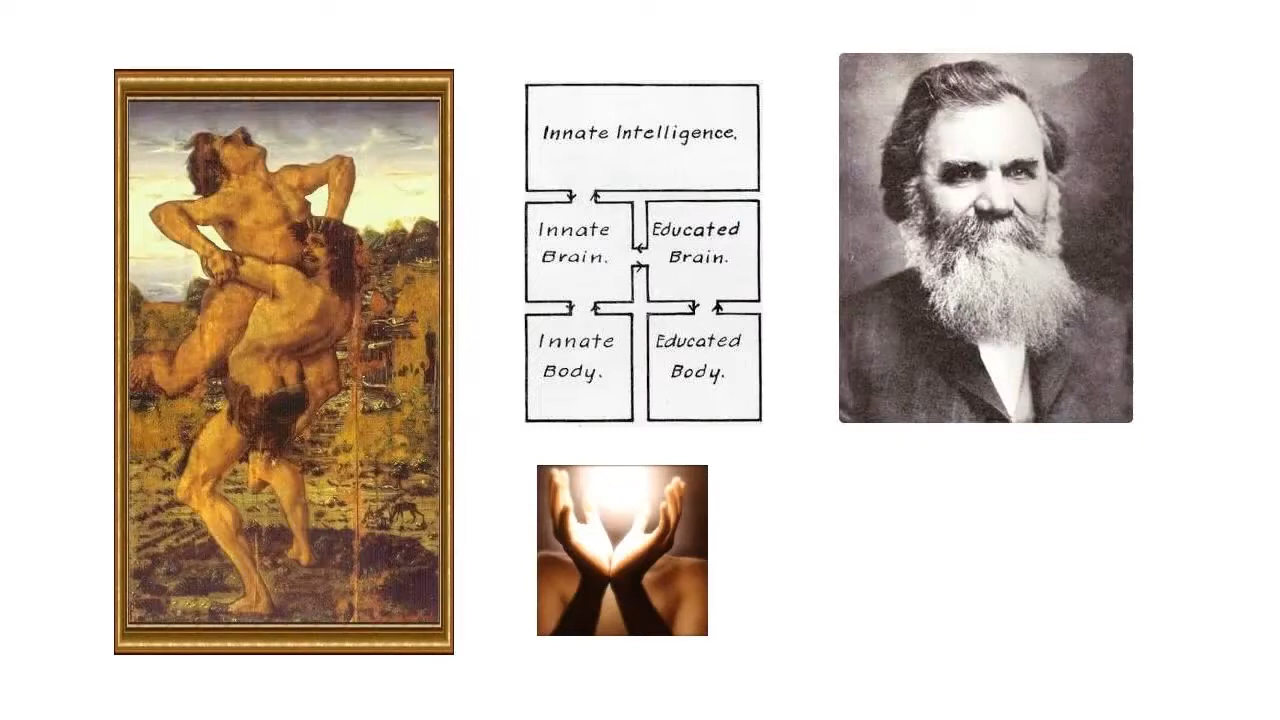 Innate Intelligence.
Innate
Brain.
Educated
Brain.
Innate
Body.
Educated
Body.